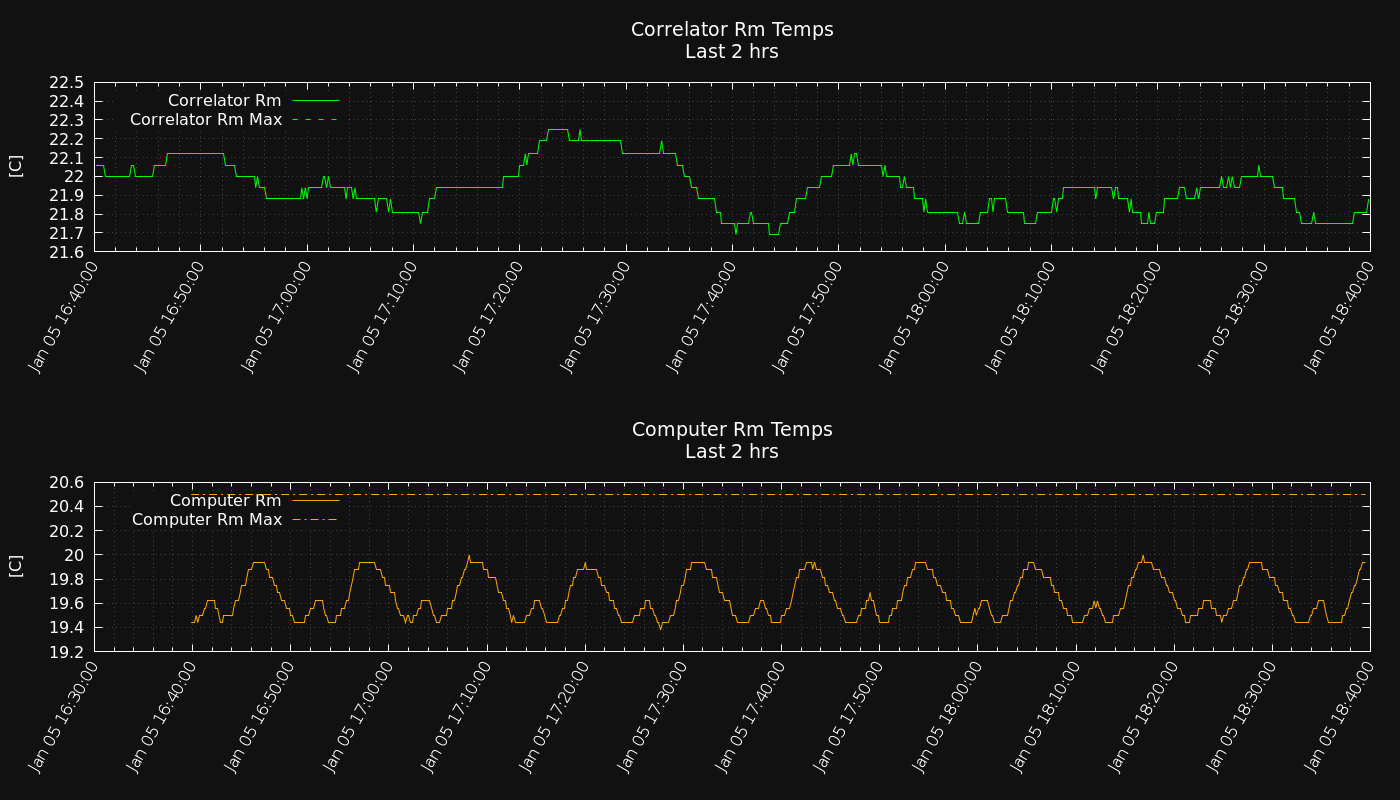 Correlator Rm Temps
Last 2 hrs
22.5
22.4
22.3
22.2
22.1
22
21.9
21.8
21.7
21.6
[C]
Correlator Rm
Correlator Rm Max
Jan 05 16:40:00
Jan 05 16:50:00
Jan 05 17:00:00
Jan 05 17:10:00
Jan 05 17:20:00
Jan 05 17:30:00
Jan 05 17:40:00
Jan 05 17:50:00
Jan 05 18:00:00
Jan 05 18:10:00
Jan 05 18:20:00
Jan 05 18:30:00
Jan 05 18:40:00
Computer Rm Temps
Last 2 hrs
20.6
20.4
20.2
20
19.8
19.6
19.4
19.2
[C]
Computer Rm
Computer Rm Max
Jan 05 16:30:00
Jan 05 16:40:00
Jan 05 16:50:00
Jan 05 17:00:00
Jan 05 17:10:00
Jan 05 17:20:00
Jan 05 17:30:00
Jan 05 17:40:00
Jan 05 17:50:00
Jan 05 18:00:00
Jan 05 18:10:00
Jan 05 18:20:00
Jan 05 18:30:00
Jan 05 18:40:00